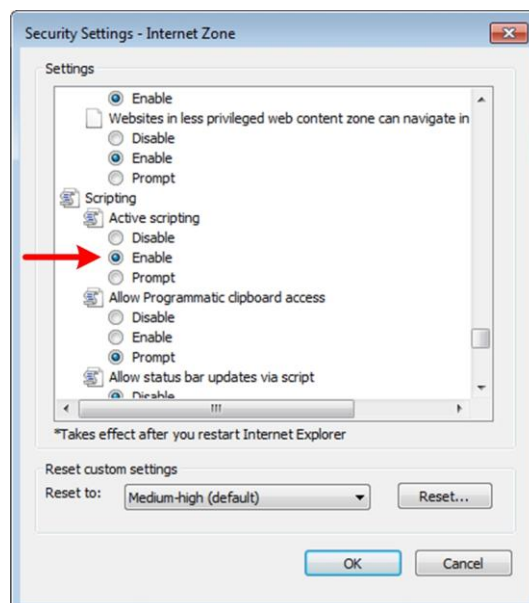 Security Settings - Internet Zone
Settings
Enable
Websites in less privileged web content zone can navigate in
Disable
Enable
Prompt
Scripting
Active scripting
Disable
Enable
Prompt
Allow Programmatic clipboard access
Disable
Enable
Prompt
Allow status bar updates via script
Disable
*Takes effect after you restart Internet Explorer
Reset custom settings
Reset to: Medium-high (default) Reset...
OK Cancel